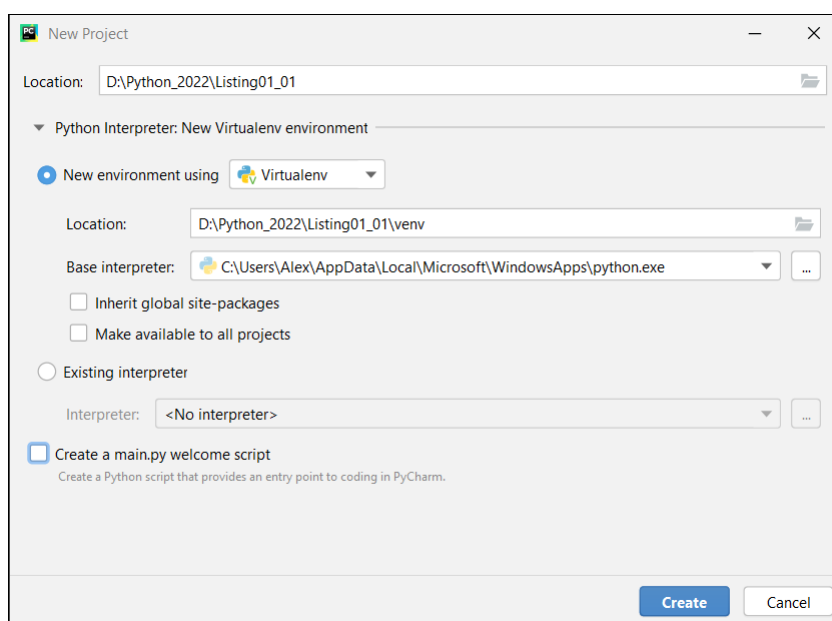 PC New Project
Location: D:\Python_2022\Listing01_01
Python Interpreter: New Virtualenv environment
New environment using Virtualenv
Location: D:\Python_2022\Listing01_01\venv
Base interpreter: C:\Users\Alex\AppData\Local\Microsoft\WindowsApps\python.exe ...
Inherit global site-packages
Make available to all projects
Existing interpreter
Interpreter: <No interpreter> ...
Create a main.py welcome script
Create a Python script that provides an entry point to coding in PyCharm.
Create Cancel